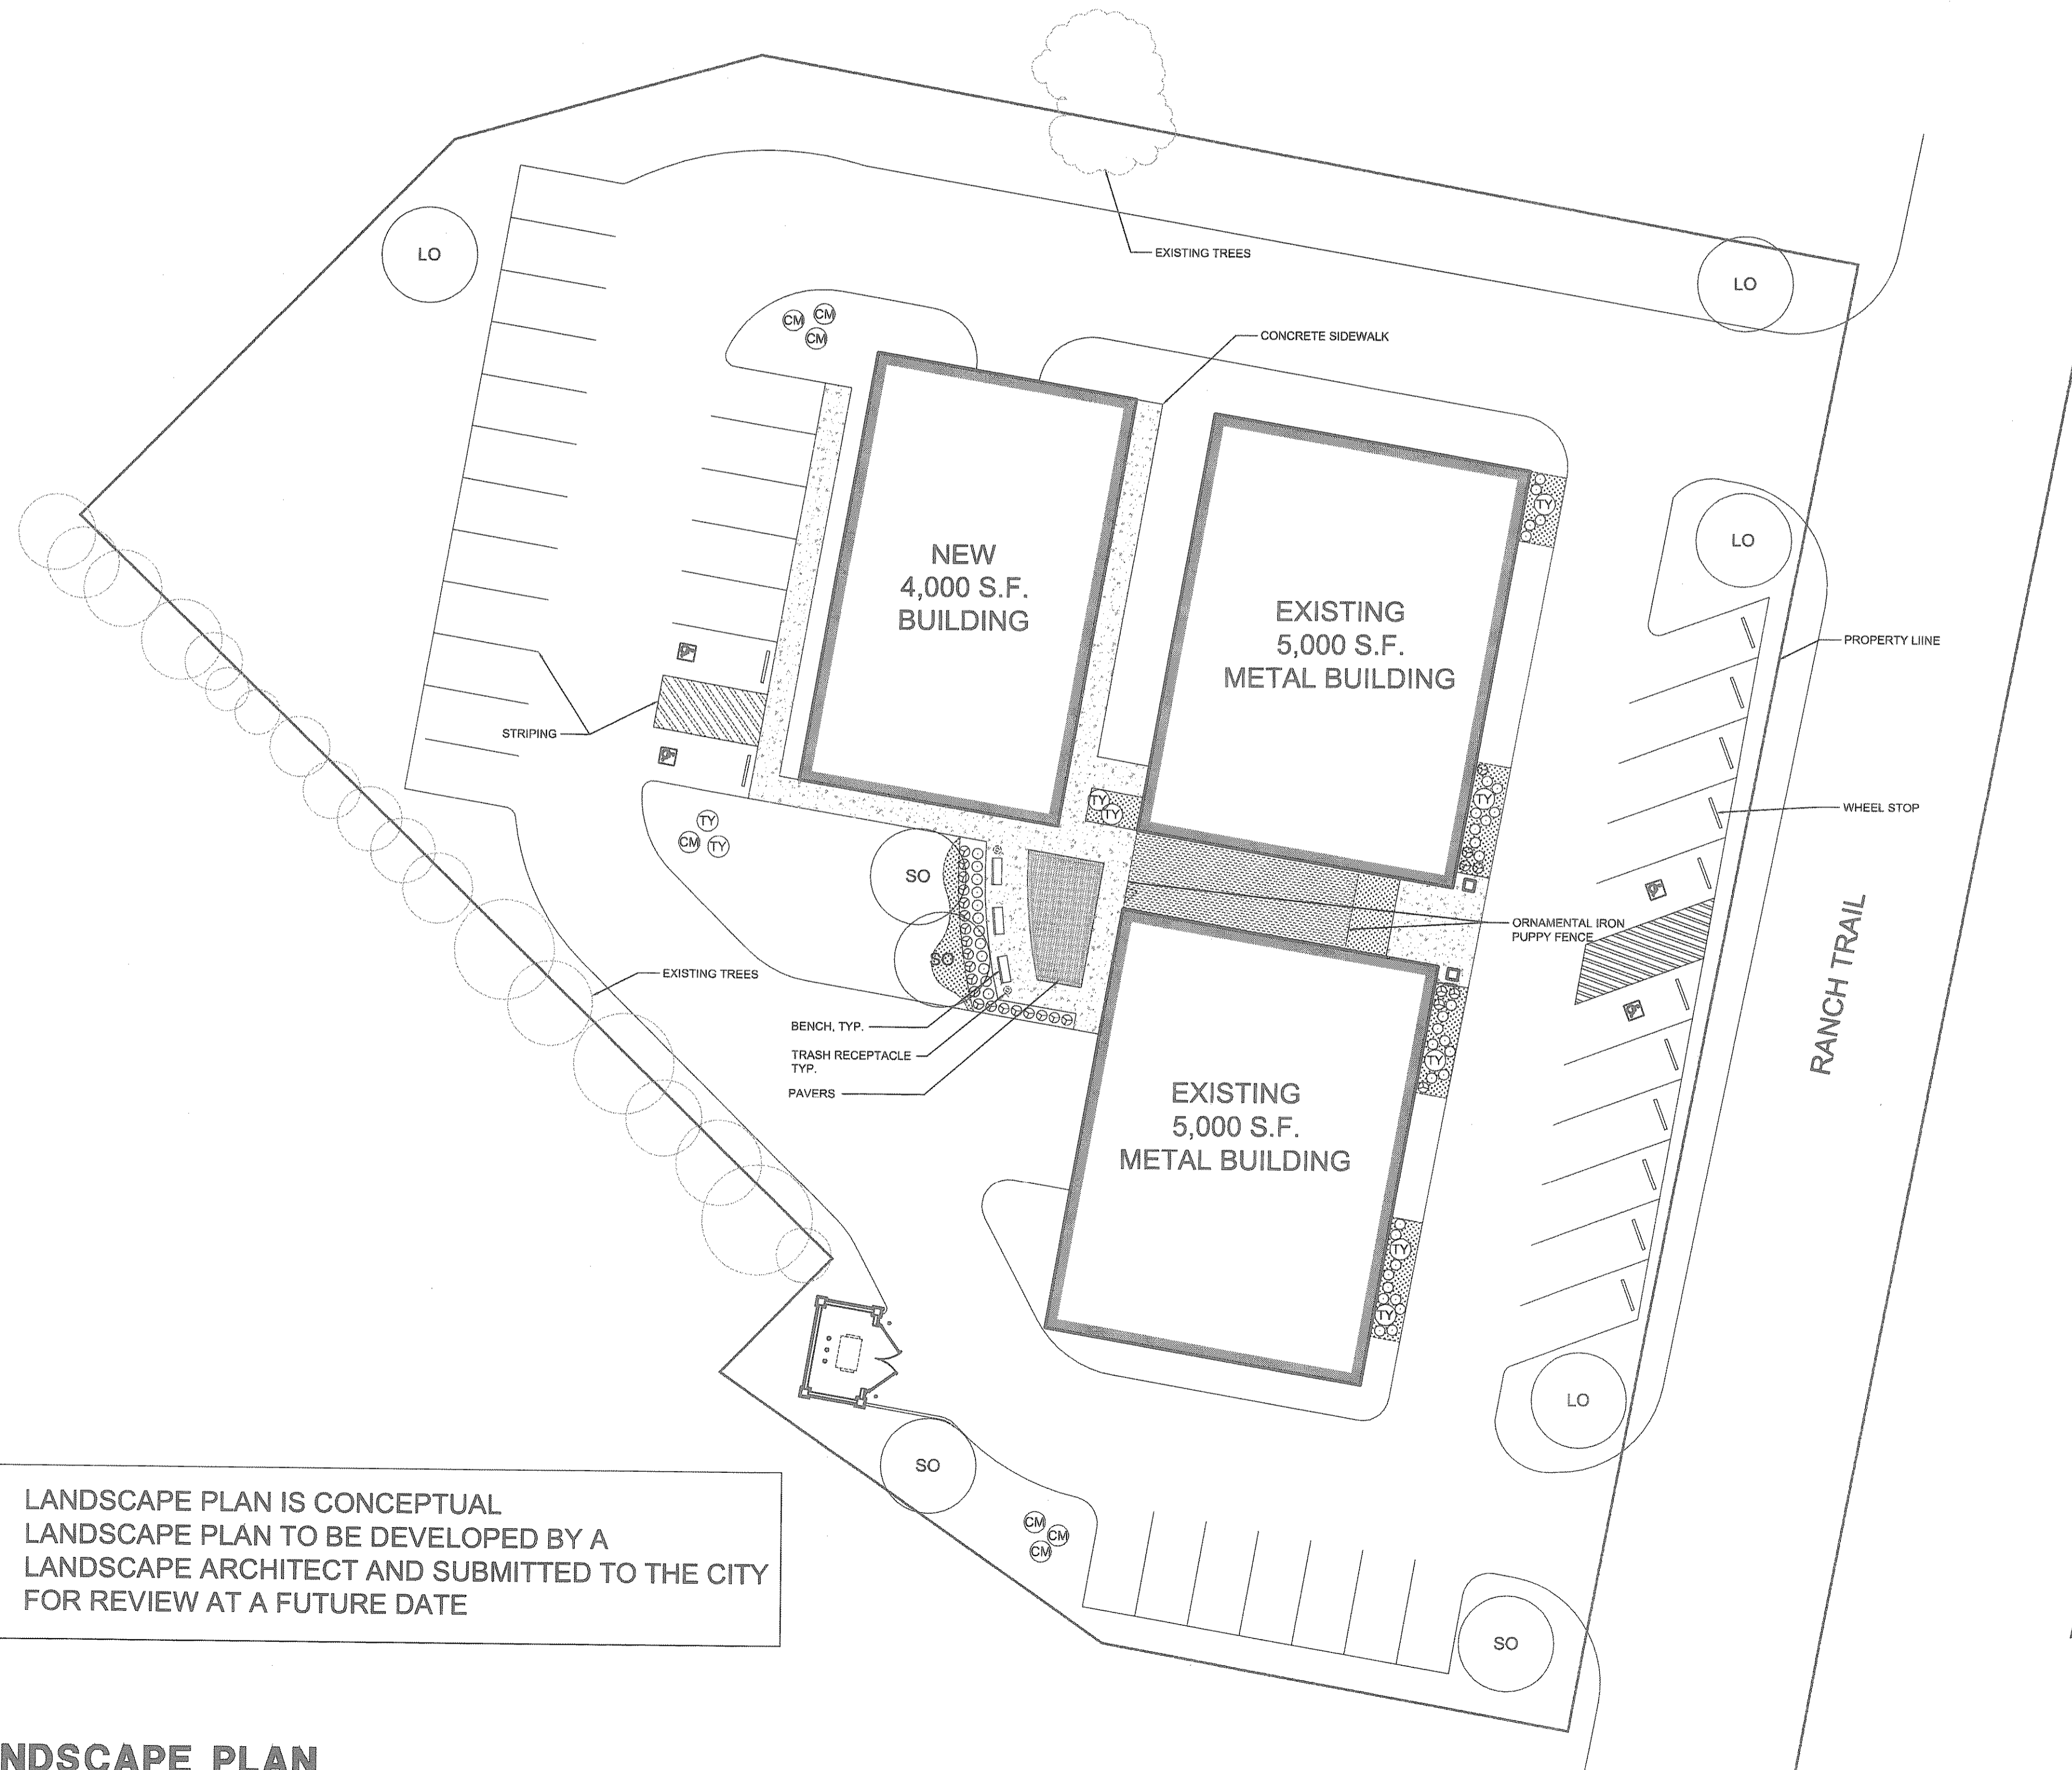 LO
EXISTING TREES
LO
CM
CM
CM
CONCRETE SIDEWALK
TY
LO
NEW
4,000 S.F.
BUILDING
EXISTING
5,000 S.F.
METAL BUILDING
PROPERTY LIINE
STRIPING
TY
TY
TY
WHEEL STOP
TY
CM
TY
SO
ORNAMENTAL IRON
PUPPY FENCE
SO
EXISTING TREES
RANCH TRAIL
BENCH, TYP.
TRASH RECEPTACLE
TYP.
PAVERS
TY
EXISTING
5,000 S.F.
METAL BUILDING
TY
TY
LO
SO
CM
CM
CM
SO
LANDSCAPE PLAN IS CONCEPTUAL
LANDSCAPE PLAN TO BE DEVELOPED BY A
LANDSCAPE ARCHITECT AND SUBMITTED TO THE CITY
FOR REVIEW AT A FUTURE DATE
NDSCAPE PLAN